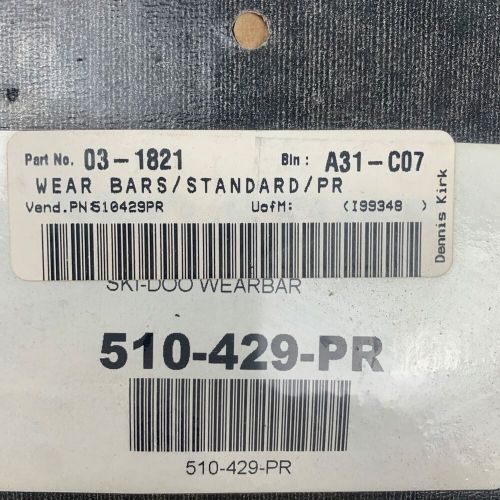 Part No. 03-1821 Bin: A31-C07
WEAR BARS/STANDARD/PR
Vend.PN:510429PR UofM: (I99348 )
Dennis Kirk
SKI-DOO WEARBAR
510-429-PR
510-429-PR